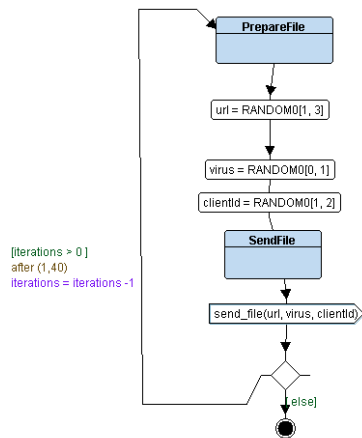 PrepareFile
url = RANDOM0[1, 3]
virus = RANDOM0[0, 1]
clientId = RANDOM0[1, 2]
SendFile
[iterations > 0 ]
after (1,40)
iterations = iterations -1
send_file(url, virus, clientId)
[else]